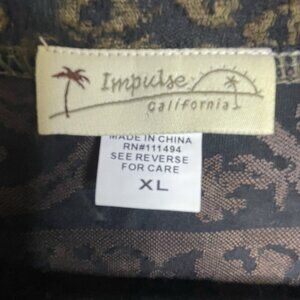 Impulse
California
MADE IN CHINA
RN#111494
SEE REVERSE
FOR CARE
XL